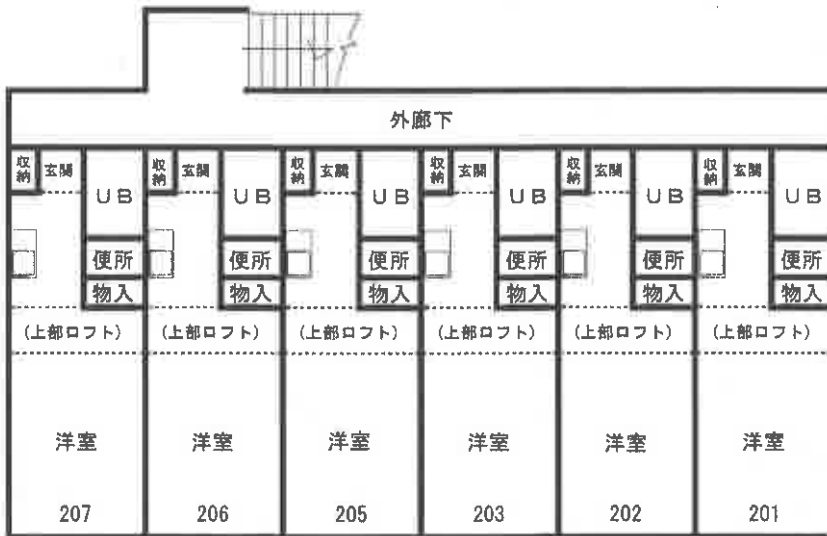 外廊下
収納 玄関 UB 収納 玄関 UB 収納 玄関 UB 収納 玄関 UB 収納 玄関 UB 収納 玄関 UB
便所 便所 便所 便所 便所 便所
物入 物入 物入 物入 物入 物入
(上部ロフト) (上部ロフト) (上部ロフト) (上部ロフト) (上部ロフト) (上部ロフト)
洋室 洋室 洋室 洋室 洋室 洋室
207 206 205 203 202 201